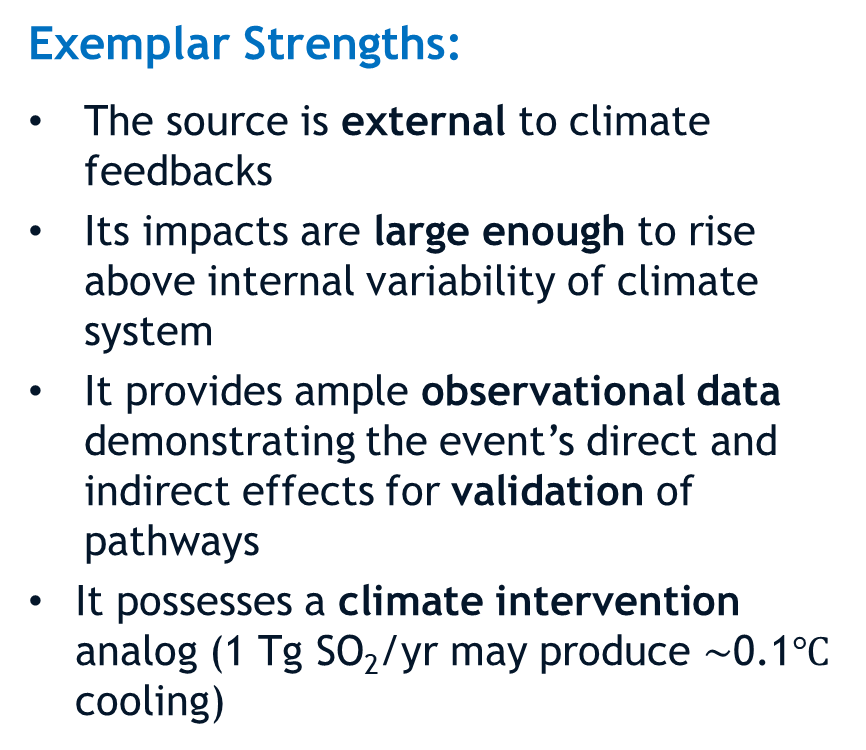 Exemplar Strengths:
• The source is external to climate
feedbacks
• Its impacts are large enough to rise
above internal variability of climate
system
• It provides ample observational data
demonstrating the event’s direct and
indirect effects for validation of
pathways
• It possesses a climate intervention
analog (1 Tg SO₂/yr may produce ~0.1℃
cooling)